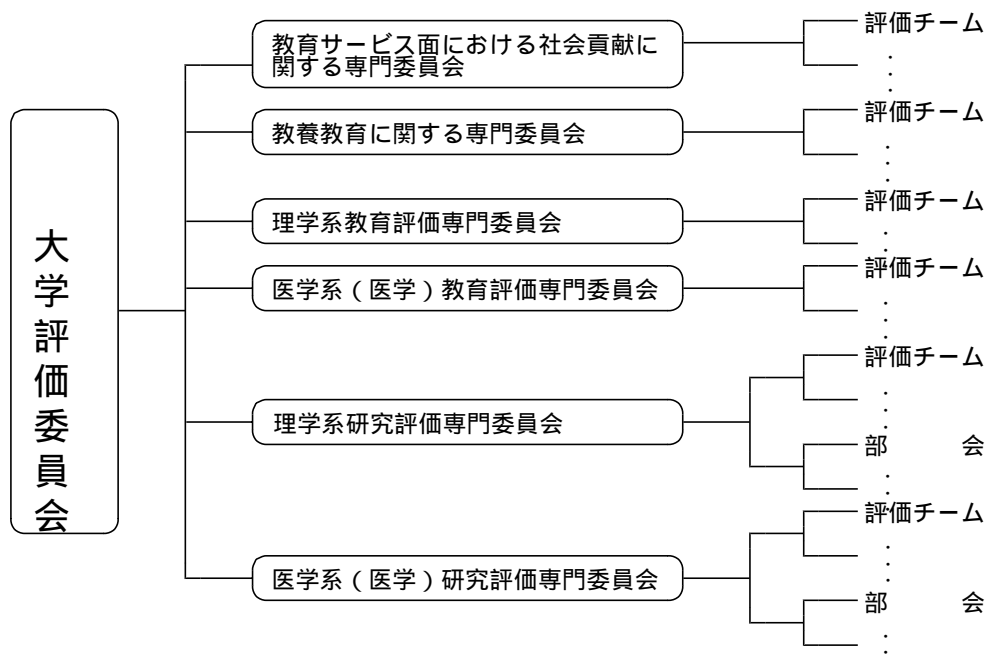 大学評価委員会
教育サービス面における社会貢献に
関する専門委員会
評価チーム
教養教育に関する専門委員会
評価チーム
理学系教育評価専門委員会
評価チーム
医学系（医学）教育評価専門委員会
評価チーム
理学系研究評価専門委員会
評価チーム
部　会
医学系（医学）研究評価専門委員会
評価チーム
部　会